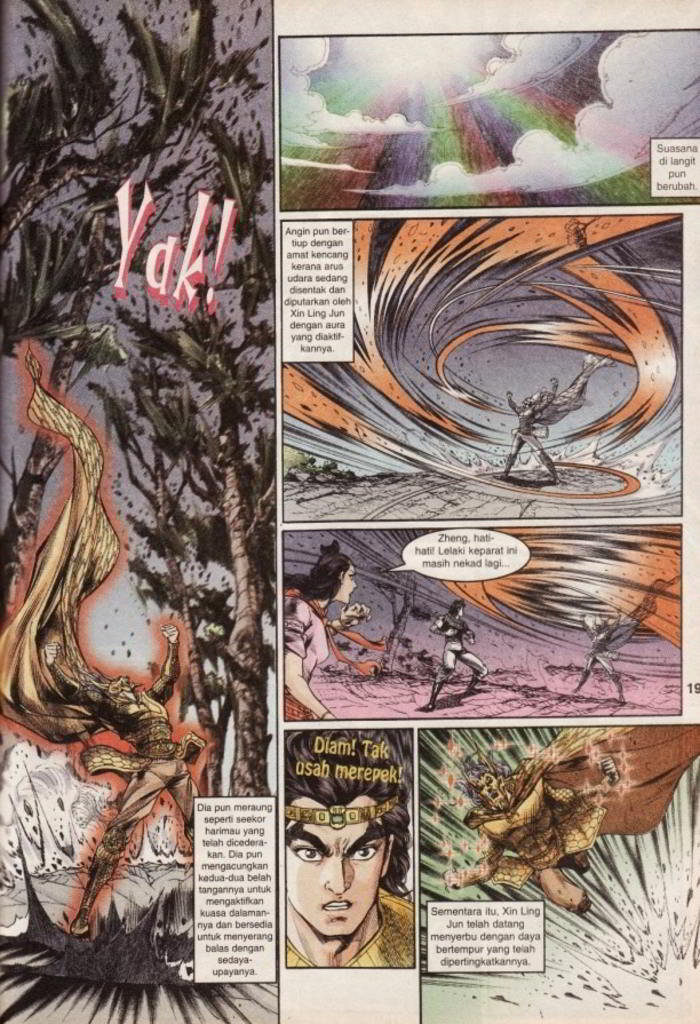 Yak!
Dia pun meraung
seperti seekor
harimau yang
telah dicedera-
kan. Dia pun
mengacungkan
kedua-dua belah
tangannya untuk
mengaktifkan
kuasa dalaman-
nya dan bersedia
untuk menyerang
balas dengan
sedaya-
upayanya.
Suasana
di langit
pun
berubah.
Angin pun ber-
tiup dengan
amat kencang
kerana arus
udara sedang
disentak dan
diputarkan oleh
Xin Ling Jun
dengan aura
yang diaktif-
kannya.
Zheng, hati-
hati! Lelaki keparat ini
masih nekad lagi...
19
Diam! Tak
usah merepek!
Sementara itu, Xin Ling
Jun telah datang
menyerbu dengan daya
bertempur yang telah
dipertingkatkannya.